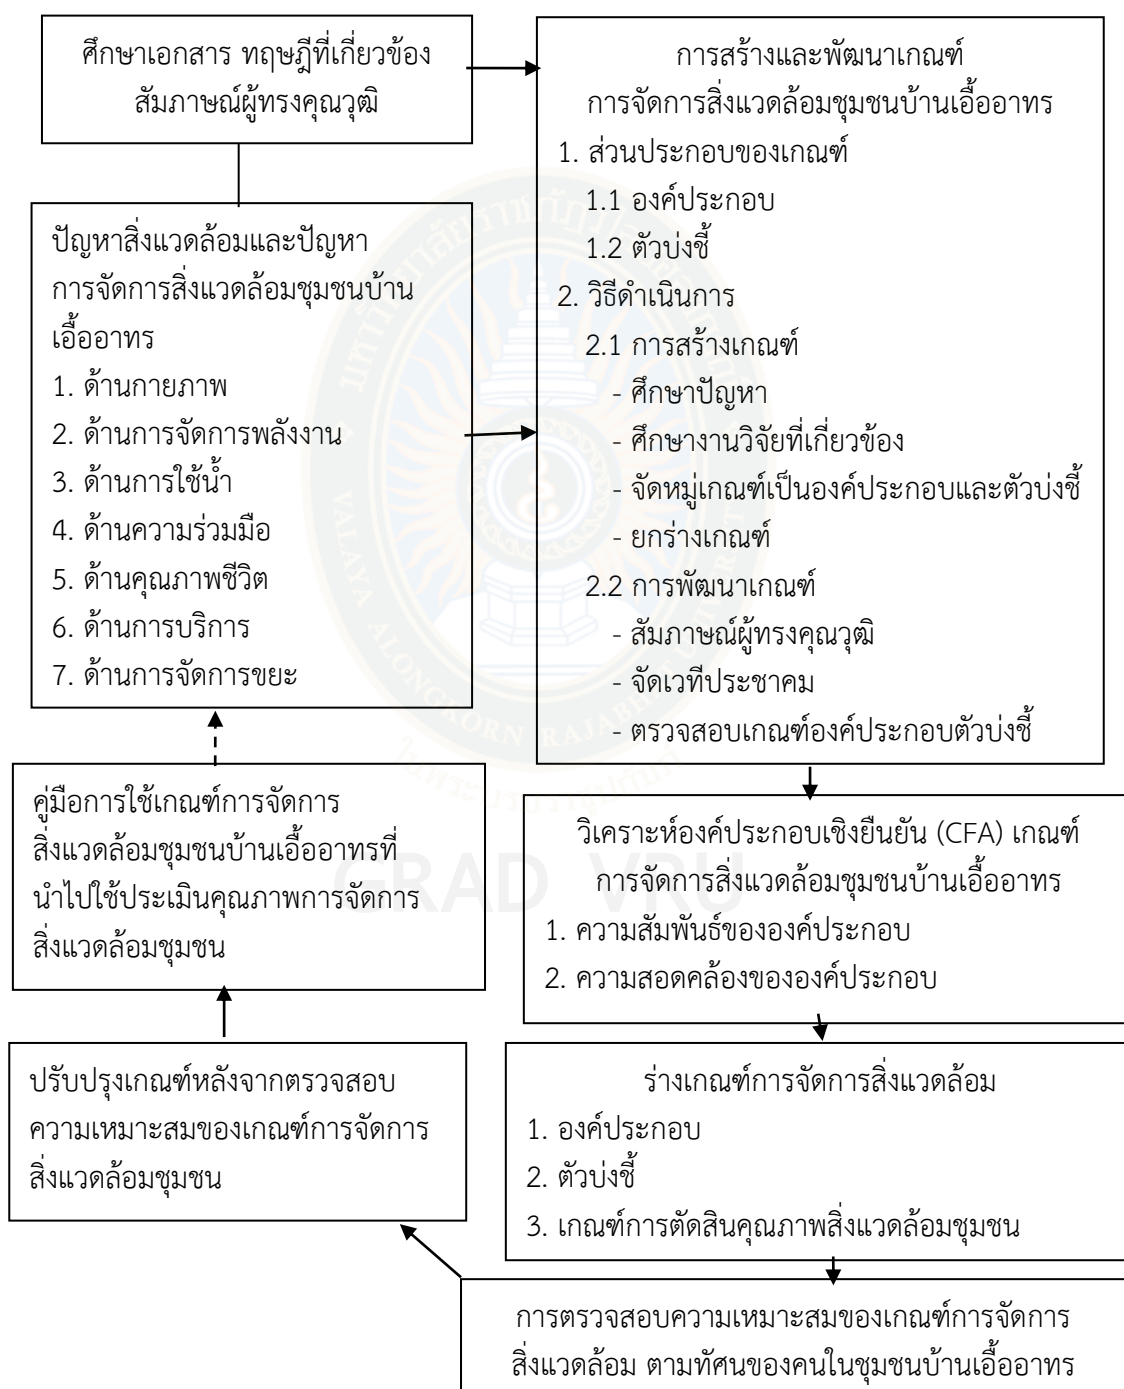 ศึกษาเอกสาร ทฤษฎีที่เกี่ยวข้อง
สัมภาษณ์ผู้ทรงคุณวุฒิ
ปัญหาสิ่งแวดล้อมและปัญหา
การจัดการสิ่งแวดล้อมชุมชนบ้าน
เอื้ออาทร
1. ด้านกายภาพ
2. ด้านการจัดการพลังงาน
3. ด้านการใช้น้ำ
4. ด้านความร่วมมือ
5. ด้านคุณภาพชีวิต
6. ด้านการบริการ
7. ด้านการจัดการขยะ
การสร้างและพัฒนาเกณฑ์
การจัดการสิ่งแวดล้อมชุมชนบ้านเอื้ออาทร
1. ส่วนประกอบของเกณฑ์
1.1 องค์ประกอบ
1.2 ตัวบ่งชี้
2. วิธีดำเนินการ
2.1 การสร้างเกณฑ์
- ศึกษาปัญหา
- ศึกษางานวิจัยที่เกี่ยวข้อง
- จัดหมู่เกณฑ์เป็นองค์ประกอบและตัวบ่งชี้
- ยกร่างเกณฑ์
2.2 การพัฒนาเกณฑ์
- สัมภาษณ์ผู้ทรงคุณวุฒิ
- จัดเวทีประชาคม
- ตรวจสอบเกณฑ์องค์ประกอบตัวบ่งชี้
วิเคราะห์องค์ประกอบเชิงยืนยัน (CFA) เกณฑ์
การจัดการสิ่งแวดล้อมชุมชนบ้านเอื้ออาทร
1. ความสัมพันธ์ขององค์ประกอบ
2. ความสอดคล้องขององค์ประกอบ
ร่างเกณฑ์การจัดการสิ่งแวดล้อม
1. องค์ประกอบ
2. ตัวบ่งชี้
3. เกณฑ์การตัดสินคุณภาพสิ่งแวดล้อมชุมชน
การตรวจสอบความเหมาะสมของเกณฑ์การจัดการ
สิ่งแวดล้อม ตามทัศนของคนในชุมชนบ้านเอื้ออาทร
ปรับปรุงเกณฑ์หลังจากตรวจสอบ
ความเหมาะสมของเกณฑ์การจัดการ
สิ่งแวดล้อมชุมชน
คู่มือการใช้เกณฑ์การจัดการ
สิ่งแวดล้อมชุมชนบ้านเอื้ออาทรที่
นำไปใช้ประเมินคุณภาพการจัดการ
สิ่งแวดล้อมชุมชน
GRAD VRU
VALAYA ALONGKORN RAJABHAT